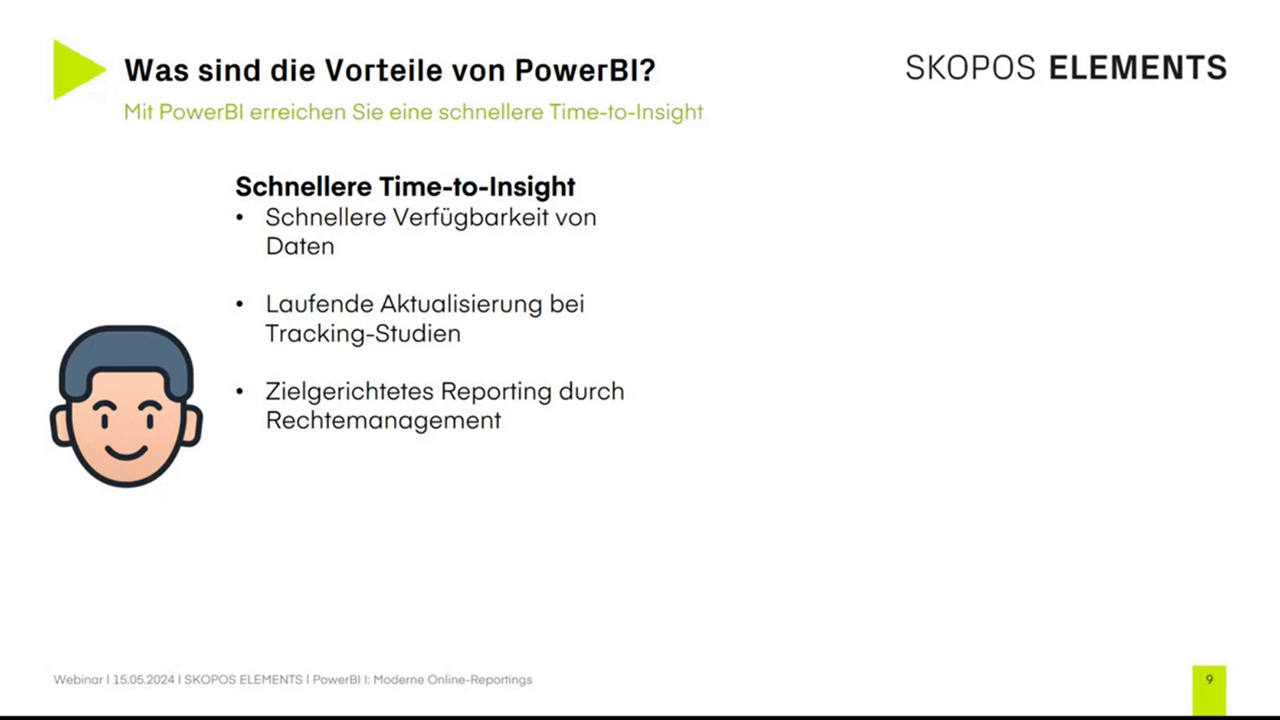 Was sind die Vorteile von PowerBI?
SKOPOS ELEMENTS
Mit PowerBI erreichen Sie eine schnellere Time-to-Insight
Schnellere Time-to-Insight
• Schnellere Verfügbarkeit von
Daten
• Laufende Aktualisierung bei
Tracking-Studien
• Zielgerichtetes Reporting durch
Rechtemanagement
Webinar I 15.05.2024 I SKOPOS ELEMENTS I PowerBI I: Moderne Online-Reportings
9